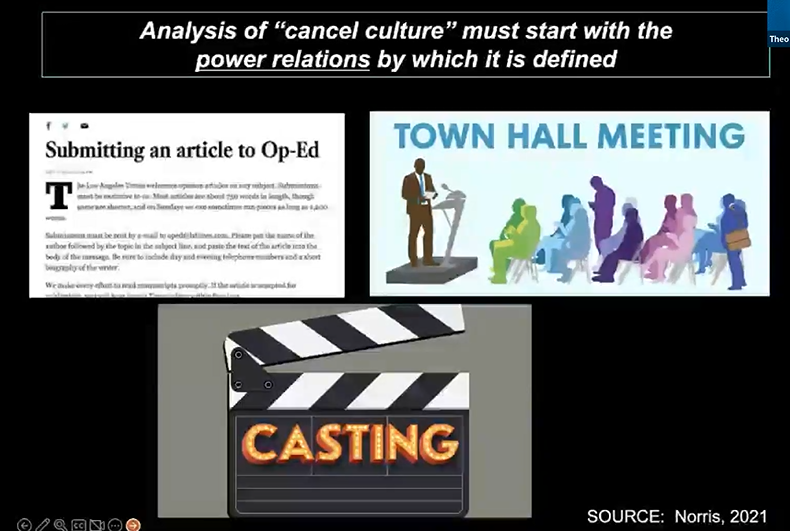 Analysis of “cancel culture” must start with the
power relations by which it is defined
Theo
Submitting an article to Op-Ed
The Los Angeles Times welcomes opinion articles on any subject. Submissions
must be exclusive to us. Most articles are about 750 words in length, though
some are shorter, and on Sundays we can sometimes run pieces as long as 1,200
words.
Submissions must be sent by e-mail to oped@latimes.com. Please put the name of the
author followed by the topic in the subject line, and paste the text of the article into the
body of the message. Be sure to include day and evening telephone numbers and a short
biography of the writer.
We make every effort to read manuscripts promptly. If the article is accepted for
TOWN HALL MEETING
CASTING
CC
SOURCE: Norris, 2021